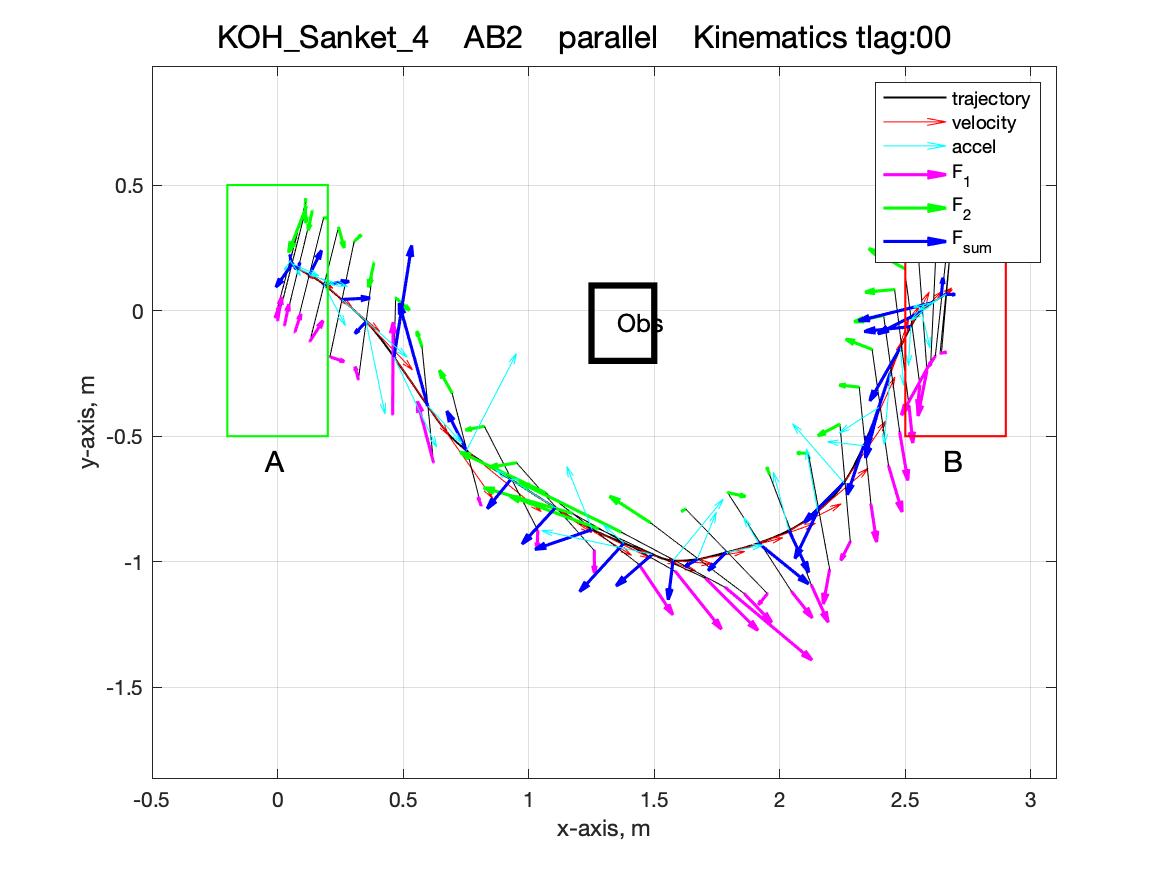 KOH_Sanket_4 AB2 parallel Kinematics tlag:00
trajectory
velocity
accel
F1
F2
Fsum
0.5
0
-0.5
-1
-1.5
y-axis, m
Obs
A
B
-0.5 0 0.5 1 1.5 2 2.5 3
x-axis, m